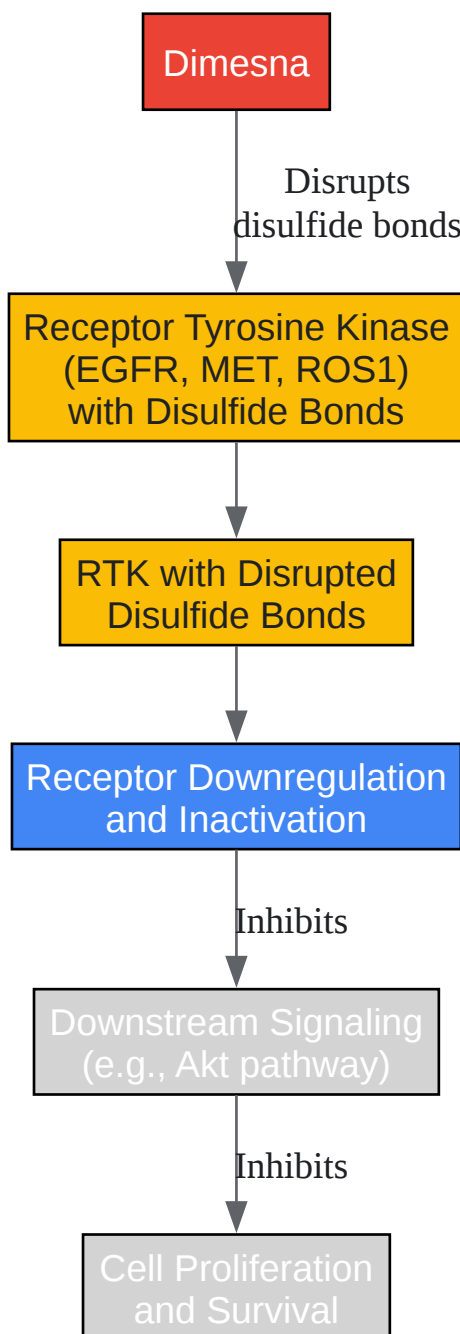 Dimesna
Disrupts
disulfide bonds
Receptor Tyrosine Kinase
(EGFR, MET, ROS1)
with Disulfide Bonds
RTK with Disrupted
Disulfide Bonds
Receptor Downregulation
and Inactivation
Inhibits
Downstream Signaling
(e.g., Akt pathway)
Inhibits
Cell Proliferation
and Survival